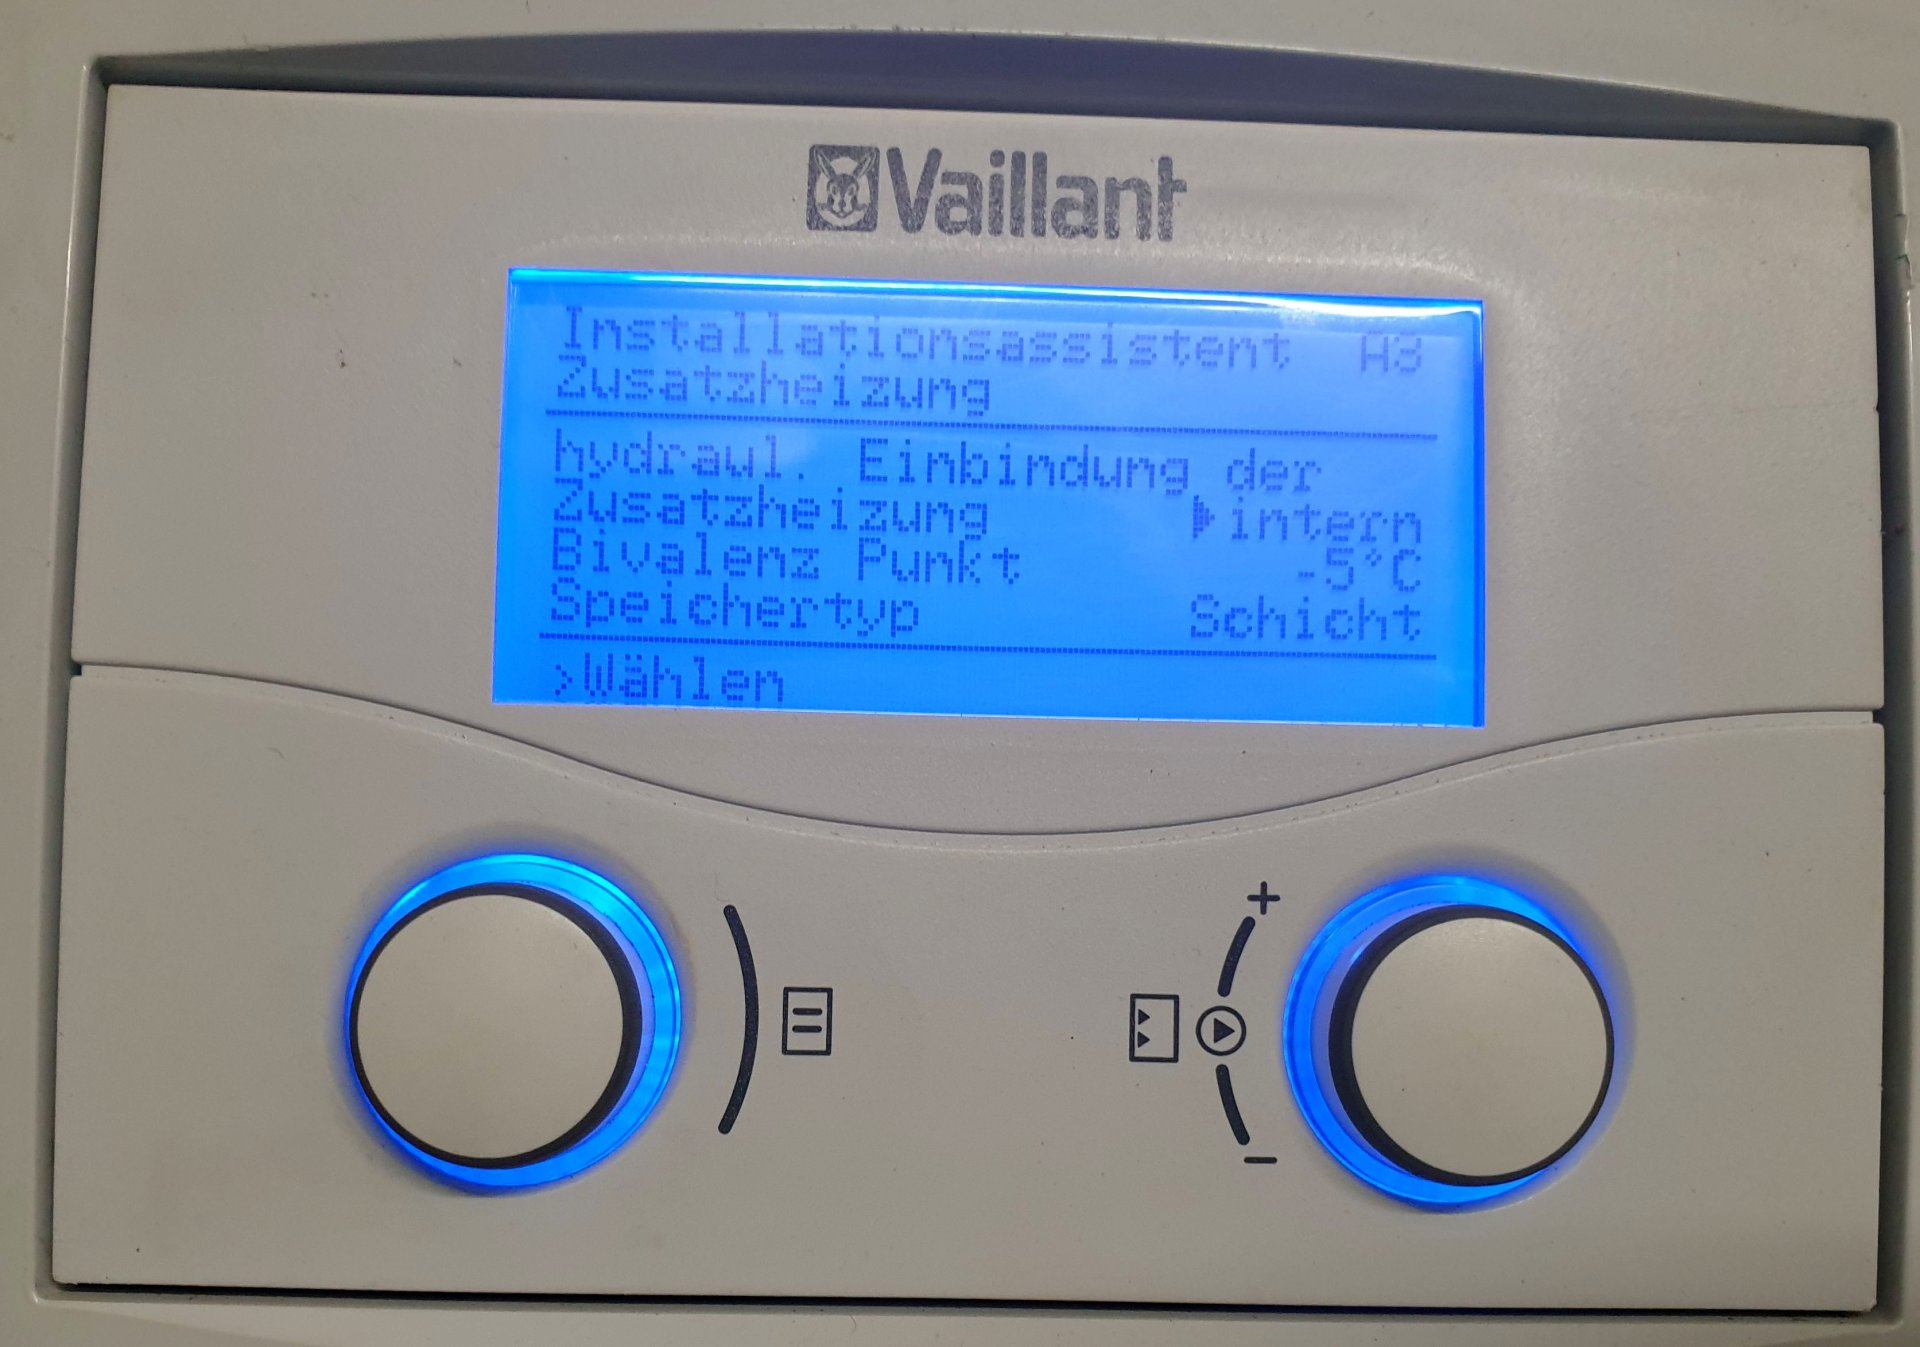 Vaillant
Installationsassistent A3
Zusatzheizung
hydraul. Einbindung der
Zusatzheizung ▶intern
Bivalenz Punkt -5°C
Speichertyp Schicht
>Wählen
+
-